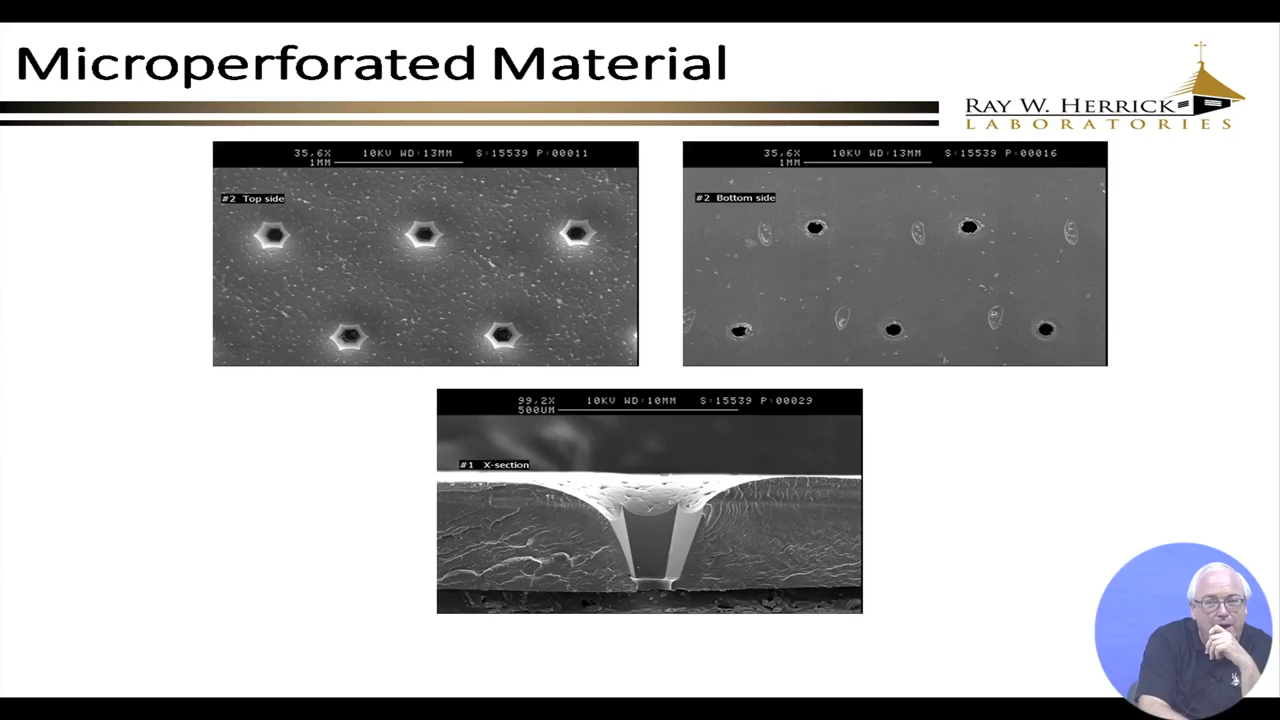 Microperforated Material
RAY W. HERRICK
LABORATORIES
35,6X 10KV WD:13MM S:15539 P:00011
1MM
#2 Top side
35,6X 10KV WD:13MM S:15539 P:00016
1MM
#2 Bottom side
99,2X 10KV WD:10MM S:15539 P:00029
500UM
#1 X-section